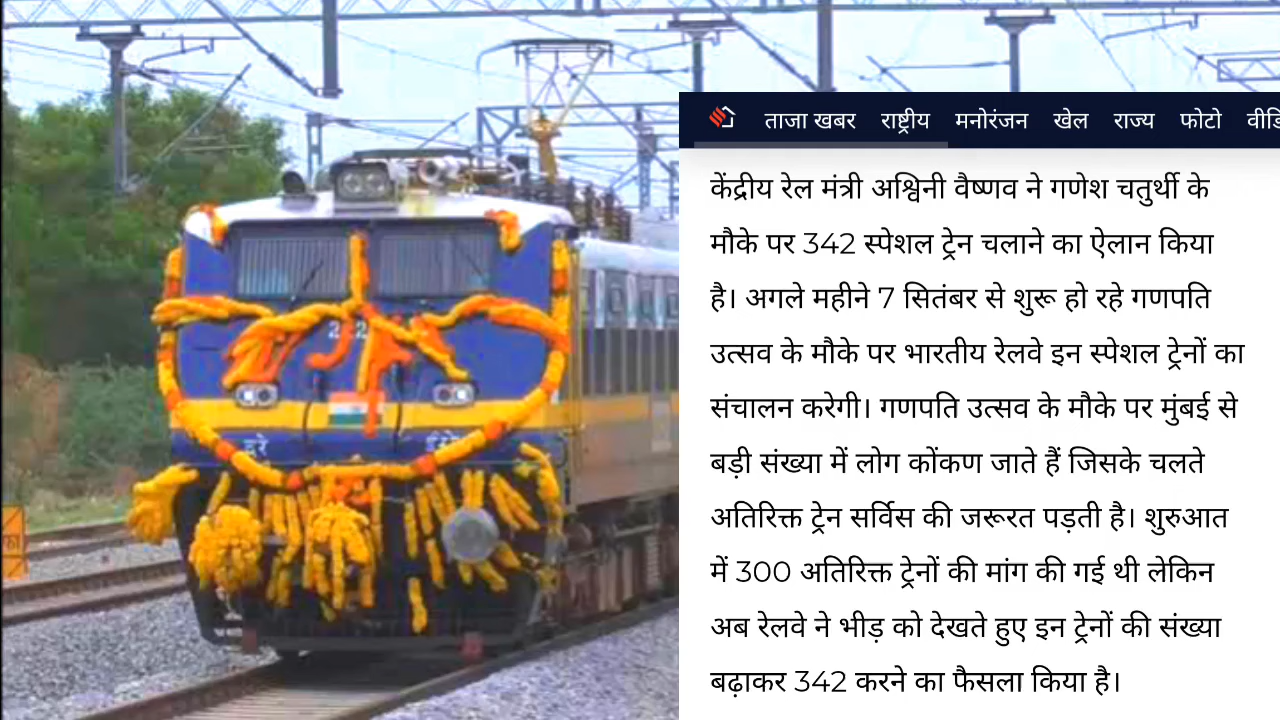 ताजा खबर राष्ट्रीय मनोरंजन खेल राज्य फोटो
केंद्रीय रेल मंत्री अश्विनी वैष्णव ने गणेश चतुर्थी के
मौके पर 342 स्पेशल ट्रेन चलाने का ऐलान किया
है। अगले महीने 7 सितंबर से शुरू हो रहे गणपति
उत्सव के मौके पर भारतीय रेलवे इन स्पेशल ट्रेनों का
संचालन करेगी। गणपति उत्सव के मौके पर मुंबई से
बड़ी संख्या में लोग कोंकण जाते हैं जिसके चलते
अतिरिक्त ट्रेन सर्विस की जरूरत पड़ती है। शुरुआत
में 300 अतिरिक्त ट्रेनों की मांग की गई थी लेकिन
अब रेलवे ने भीड़ को देखते हुए इन ट्रेनों की संख्या
बढ़ाकर 342 करने का फैसला किया है।